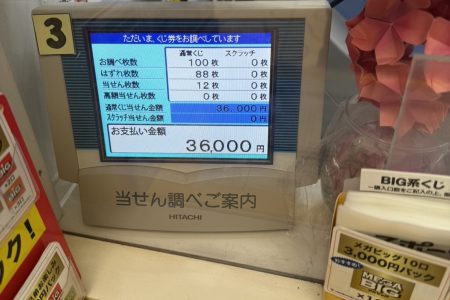 3
ただいま、くじ券をお調べしています
通常くじ スクラッチ
お調べ枚数 100枚 0枚
はずれ枚数 88枚 0枚
当せん枚数 12枚 0枚
高額当せん枚数 0枚 0枚
通常くじ当せん金額 36,000円
スクラッチ当せん金額 0円
お支払い金額
36,000円
当せん調べご案内
HITACHI
BIG系くじ
メガビッグ10口
3,000円パック
MEGA
BIG
ック!